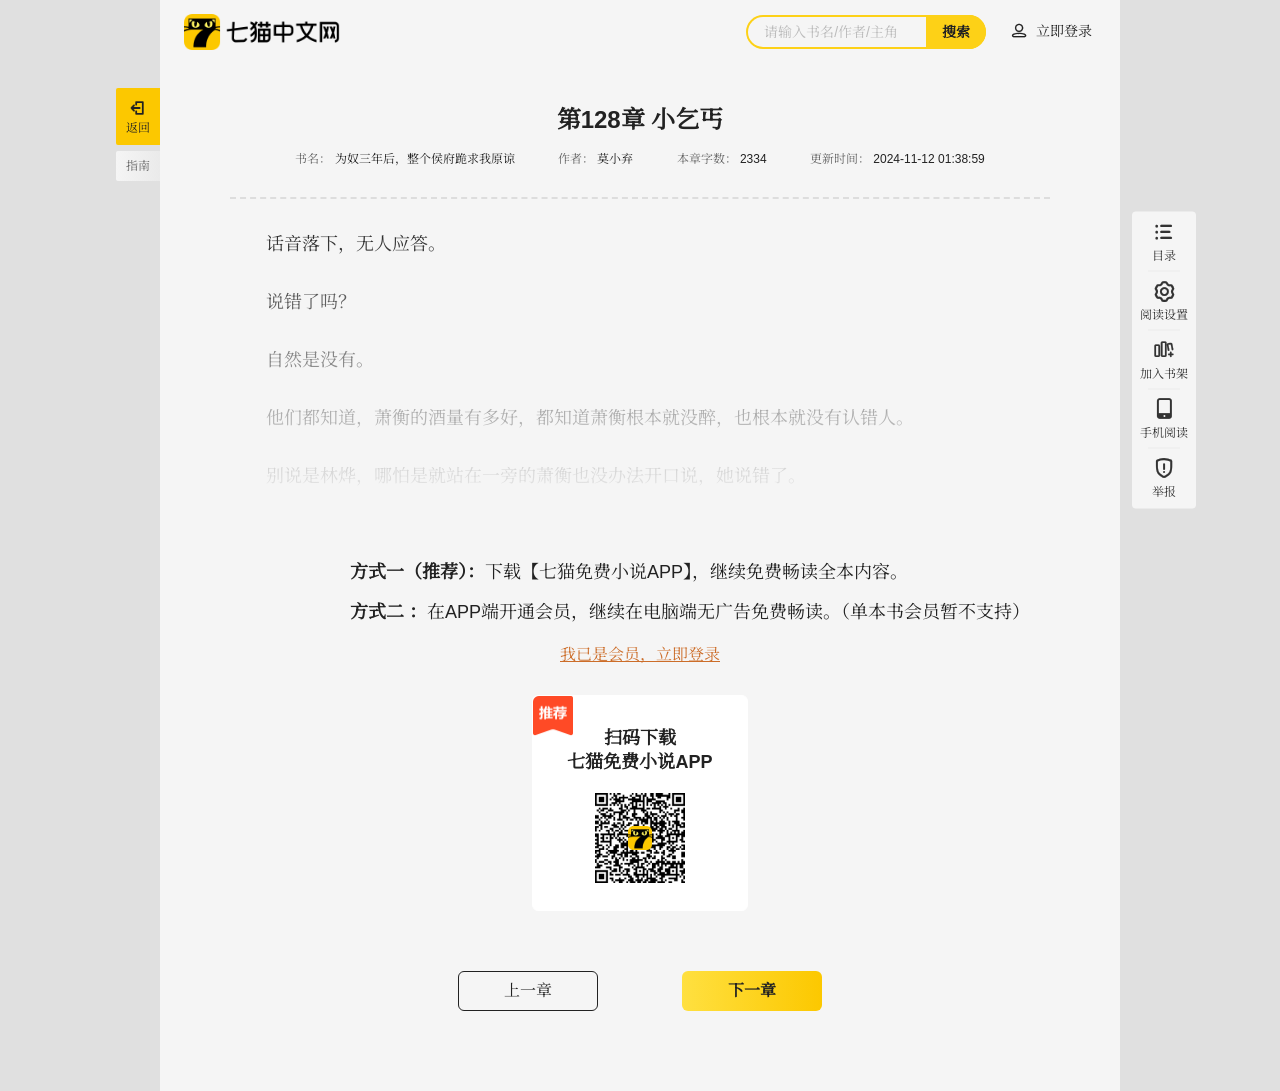 七猫中文网
请输入书名/作者/主角
搜索
立即登录
返回
指南
第128章 小乞丐
书名： 为奴三年后，整个侯府跪求我原谅 作者： 莫小弃 本章字数： 2334 更新时间： 2024-11-12 01:38:59
话音落下，无人应答。
说错了吗？
自然是没有。
他们都知道，萧衡的酒量有多好，都知道萧衡根本就没醉，也根本就没有认错人。
别说是林烨，哪怕是就站在一旁的萧衡也没办法开口说，她说错了。
目录
阅读设置
加入书架
手机阅读
举报
方式一（推荐）：下载【七猫免费小说APP】，继续免费畅读全本内容。
方式二 ：在APP端开通会员，继续在电脑端无广告免费畅读。（单本书会员暂不支持）
我已是会员，立即登录
推荐
扫码下载
七猫免费小说APP
上一章
下一章